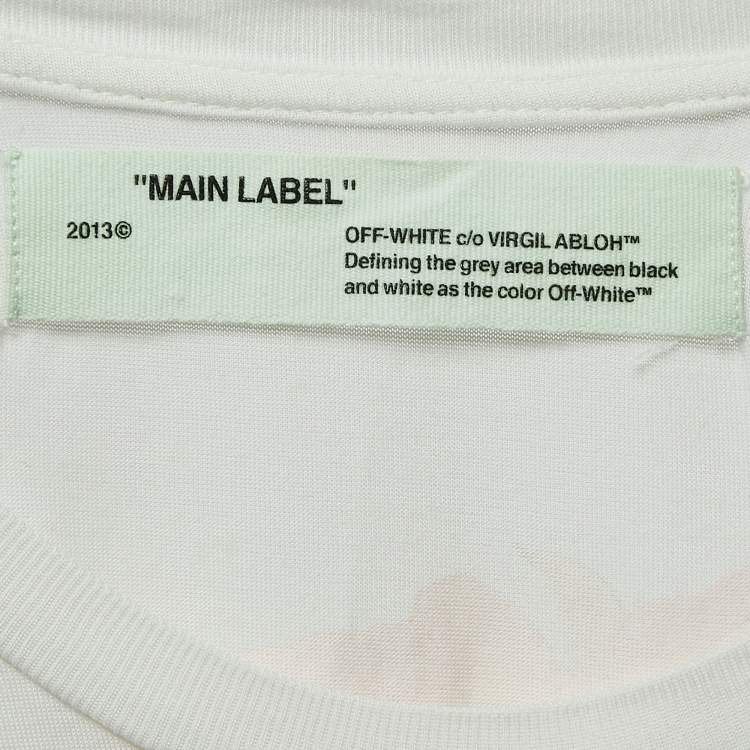 "MAIN LABEL"
2013©
OFF-WHITE c/o VIRGIL ABLOH™
Defining the grey area between black
and white as the color Off-White™